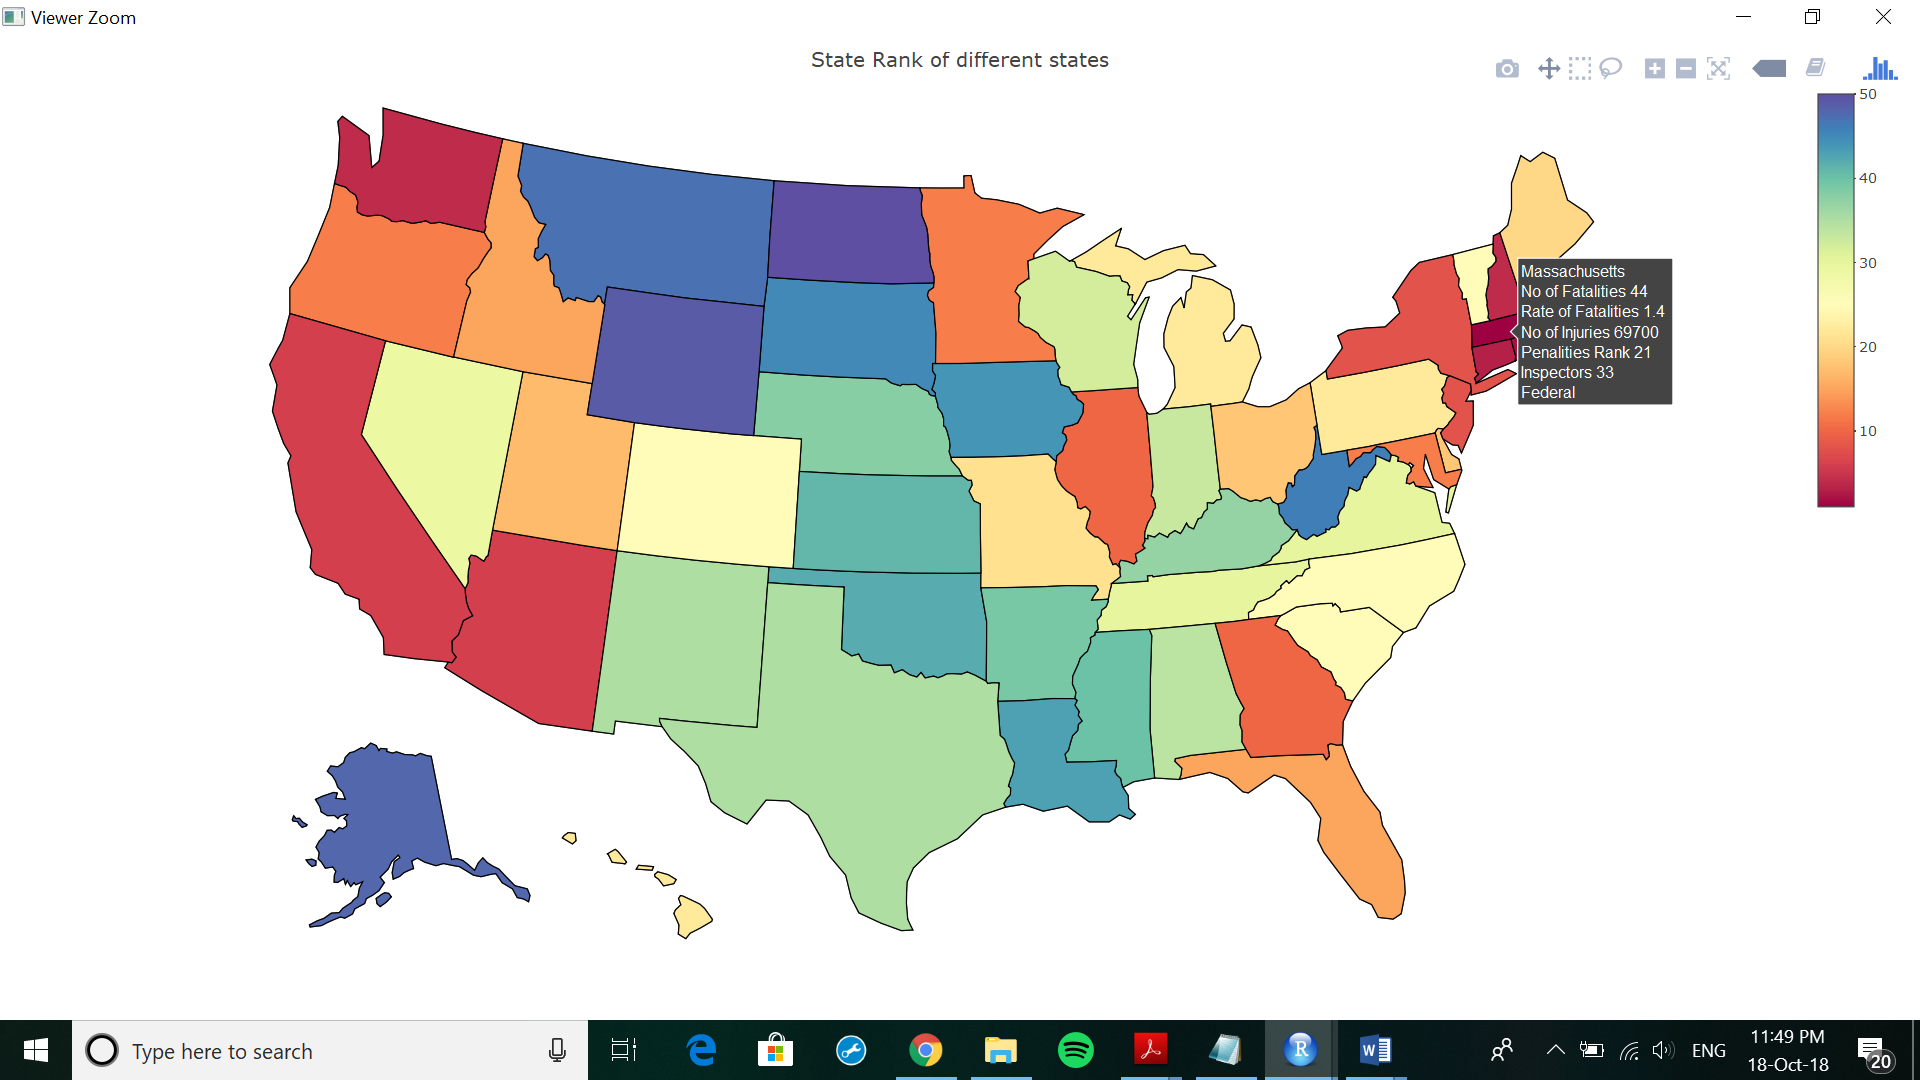 Viewer Zoom
State Rank of different states
50
40
30
20
10
Massachusetts
No of Fatalities 44
Rate of Fatalities 1.4
No of Injuries 69700
Penalities Rank 21
Inspectors 33
Federal
Type here to search
ENG
11:49 PM
18-Oct-18
20